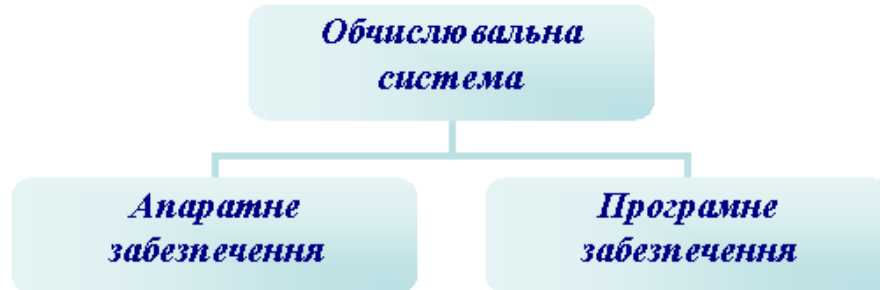 Обчислювальна
система
Апаратне
забезпечення
Програмне
забезпечення